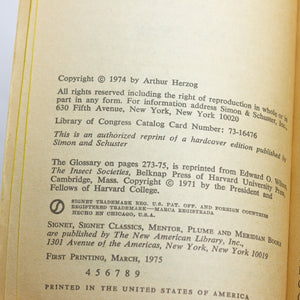 Copyright © 1974 by Arthur Herzog
All rights reserved including the right of reproduction in whole or in
part in any form. For information address Simon & Schuster, Inc.,
630 Fifth Avenue, New York, New York 10020
Library of Congress Catalog Card Number: 73-16476
This is an authorized reprint of a hardcover edition published by
Simon and Schuster
The Glossary on pages 273-75, is reprinted from Edward O. Wilson,
The Insect Societies, Belknap Press of Harvard University Press,
Cambridge, Mass. Copyright © 1971 by the President and
Fellows of Harvard College.
SIGNET TRADEMARK REG. U.S. PAT. OFF. AND FOREIGN COUNTRIES
REGISTERED TRADEMARK—MARCA REGISTRADA
HECHO EN CHICAGO, U.S.A.
SIGNET, SIGNET CLASSICS, MENTOR, PLUME AND MERIDIAN BOOKS
are published by The New American Library, Inc.,
1301 Avenue of the Americas, New York, New York 10019
FIRST PRINTING, MARCH, 1975
4 5 6 7 8 9
PRINTED IN THE UNITED STATES OF AMERICA